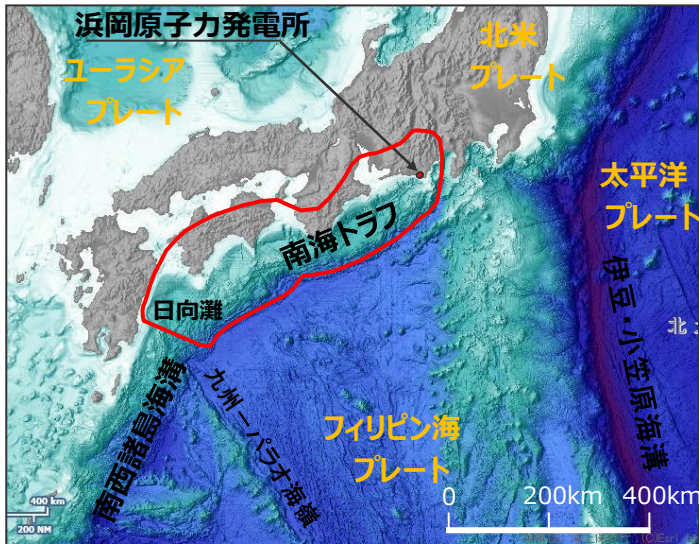 浜岡原子力発電所
北米
プレート
ユーラシア
プレート
太平洋
プレート
南海トラフ
日向灘
伊豆・小笠原海溝
北
南西諸島海溝
九州－パラオ海嶺
フィリピン海
プレート
0 200km 400km
400 km
200 NM